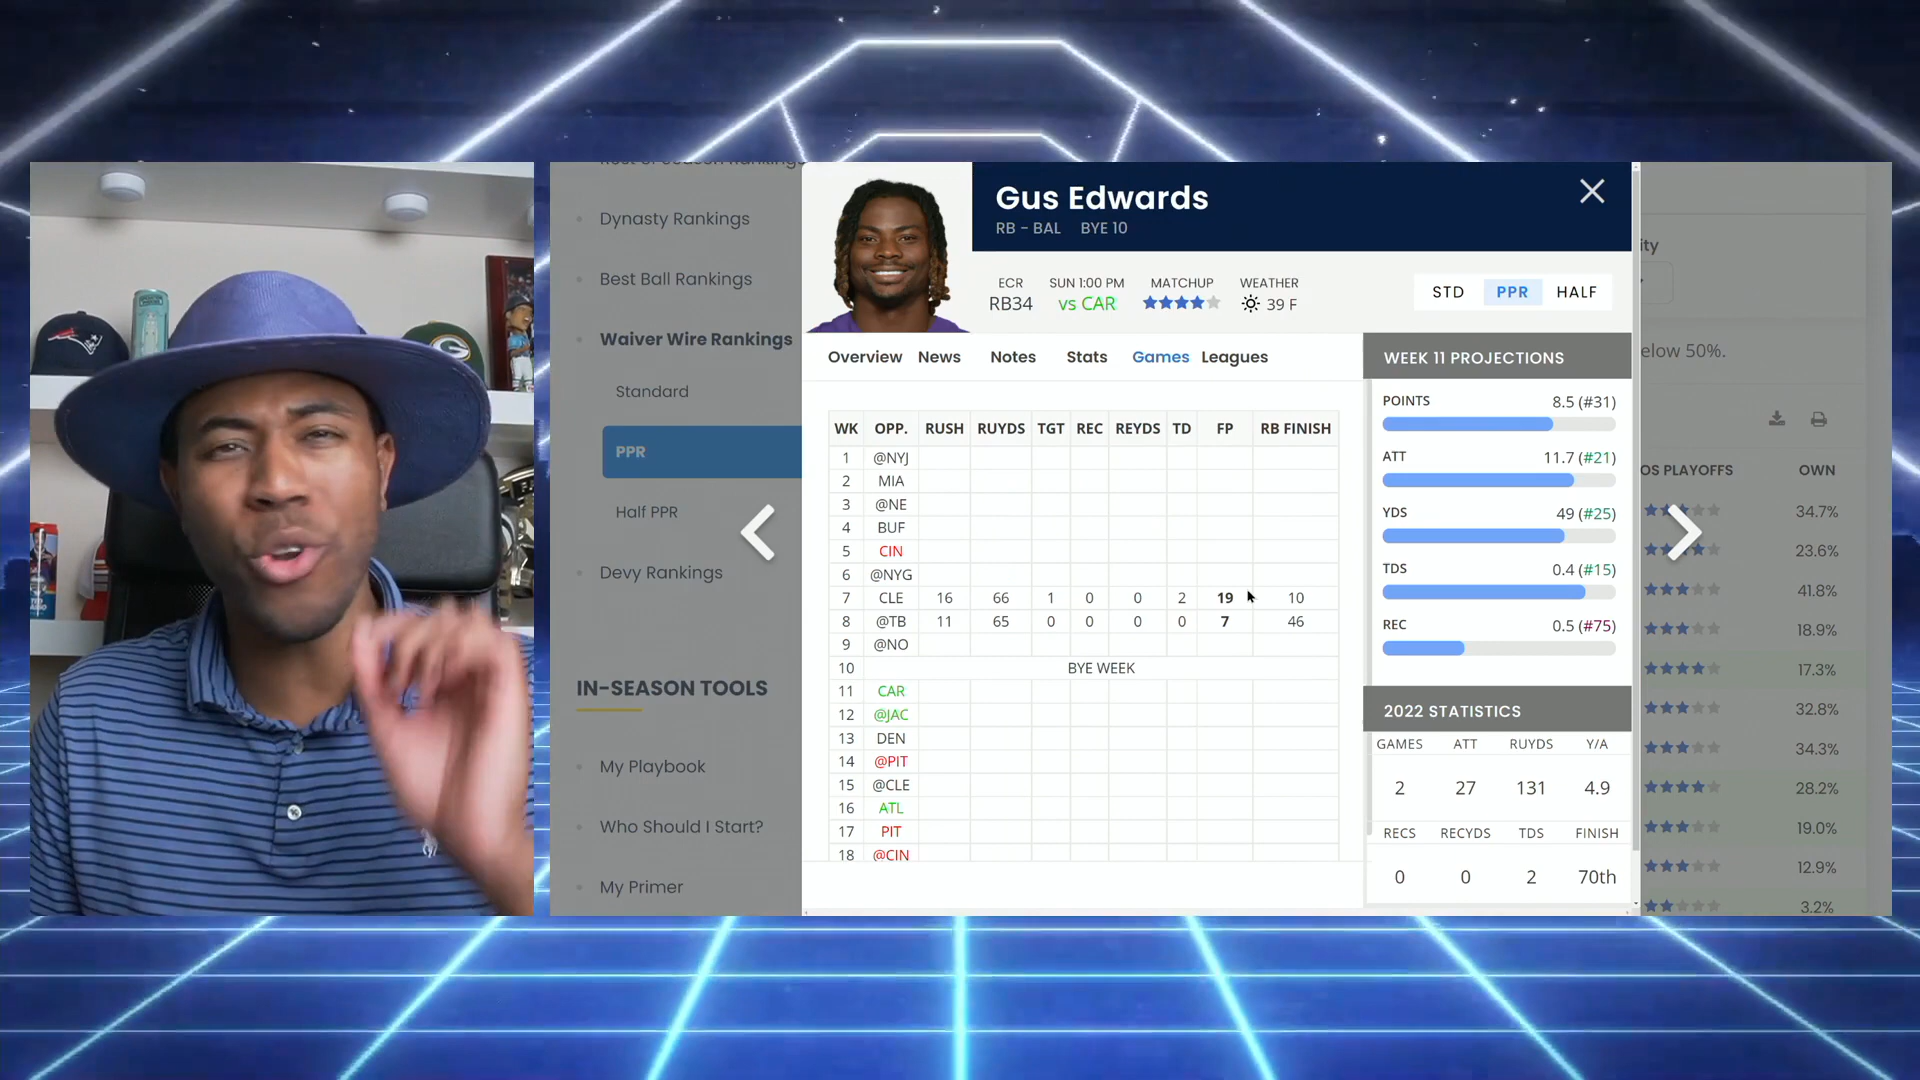 Dynasty Rankings
Best Ball Rankings
Waiver Wire Rankings
Standard
PPR
Half PPR
Devy Rankings
IN-SEASON TOOLS
My Playbook
Who Should I Start?
My Primer
Gus Edwards
RB - BAL BYE 10
ECR SUN 1:00 PM MATCHUP WEATHER
RB34 vs CAR 39 F
STD PPR HALF
Overview News Notes Stats Games Leagues
WK OPP. RUSH RUYDS TGT REC REYDS TD FP RB FINISH
1 @NYJ
2 MIA
3 @NE
4 BUF
5 CIN
6 @NYG
7 CLE 16 66 1 0 0 2 19 10
8 @TB 11 65 0 0 0 0 7 46
9 @NO
10 BYE WEEK
11 CAR
12 @JAC
13 DEN
14 @PIT
15 @CLE
16 ATL
17 PIT
18 @CIN
WEEK 11 PROJECTIONS
POINTS 8.5 (#31)
ATT 11.7 (#21)
YDS 49 (#25)
TDS 0.4 (#15)
REC 0.5 (#75)
2022 STATISTICS
GAMES ATT RUYDS Y/A
2 27 131 4.9
RECS RECYDS TDS FINISH
0 0 2 70th
elow 50%.
OS PLAYOFFS OWN
34.7%
23.6%
41.8%
18.9%
17.3%
32.8%
34.3%
28.2%
19.0%
12.9%
3.2%